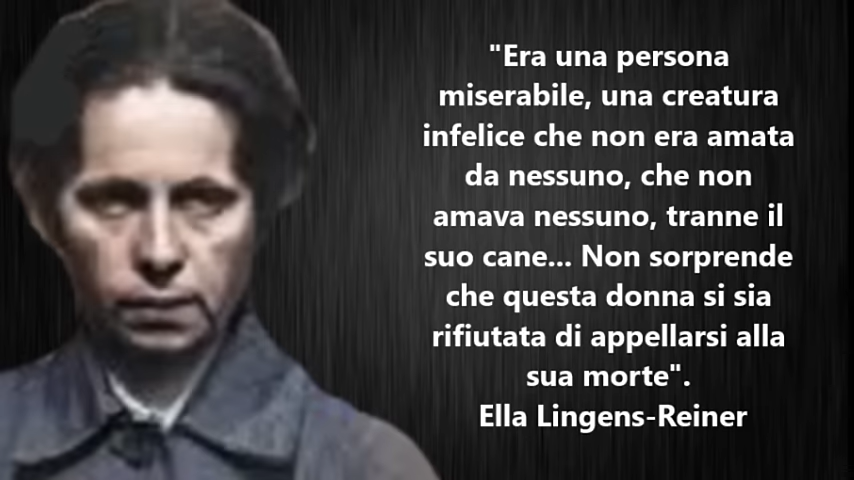 "Era una persona
miserabile, una creatura
infelice che non era amata
da nessuno, che non
amava nessuno, tranne il
suo cane... Non sorprende
che questa donna si sia
rifiutata di appellarsi alla
sua morte".
Ella Lingens-Reiner